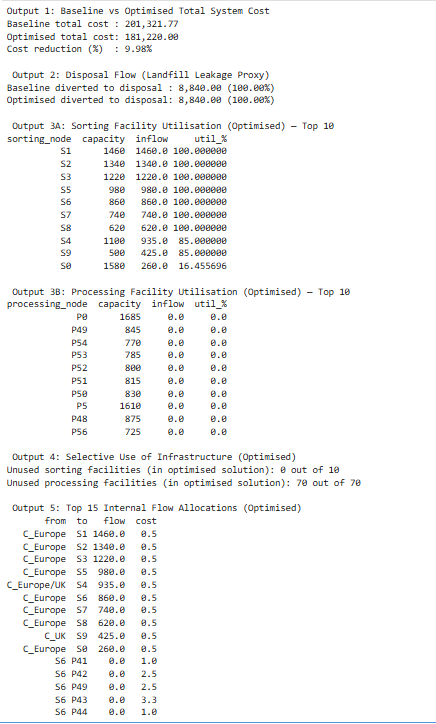 Output 1: Baseline vs Optimised Total System Cost
Baseline total cost : 201,321.77
Optimised total cost: 181,220.00
Cost reduction (%)  : 9.98%
Output 2: Disposal Flow (Landfill Leakage Proxy)
Baseline diverted to disposal : 8,840.00 (100.00%)
Optimised diverted to disposal: 8,840.00 (100.00%)
Output 3A: Sorting Facility Utilisation (Optimised) — Top 10
sorting_node capacity inflow util_%
S1 1460 1460.0 100.000000
S2 1340 1340.0 100.000000
S3 1220 1220.0 100.000000
S5 980 980.0 100.000000
S6 860 860.0 100.000000
S7 740 740.0 100.000000
S8 620 620.0 100.000000
S4 1100 935.0 85.000000
S9 500 425.0 85.000000
S0 1580 260.0 16.455696
Output 3B: Processing Facility Utilisation (Optimised) — Top 10
processing_node capacity inflow util_%
P0 1685 0.0 0.0
P49 845 0.0 0.0
P54 770 0.0 0.0
P53 785 0.0 0.0
P52 800 0.0 0.0
P51 815 0.0 0.0
P50 830 0.0 0.0
P5 1610 0.0 0.0
P48 875 0.0 0.0
P56 725 0.0 0.0
Output 4: Selective Use of Infrastructure (Optimised)
Unused sorting facilities (in optimised solution): 0 out of 10
Unused processing facilities (in optimised solution): 70 out of 70
Output 5: Top 15 Internal Flow Allocations (Optimised)
from to flow cost
C_Europe S1 1460.0 0.5
C_Europe S2 1340.0 0.5
C_Europe S3 1220.0 0.5
C_Europe S5 980.0 0.5
C_Europe/UK S4 935.0 0.5
C_Europe S6 860.0 0.5
C_Europe S7 740.0 0.5
C_Europe S8 620.0 0.5
C_UK S9 425.0 0.5
C_Europe S0 260.0 0.5
S6 P41 0.0 1.0
S6 P42 0.0 2.5
S6 P49 0.0 2.5
S6 P43 0.0 3.3
S6 P44 0.0 1.0